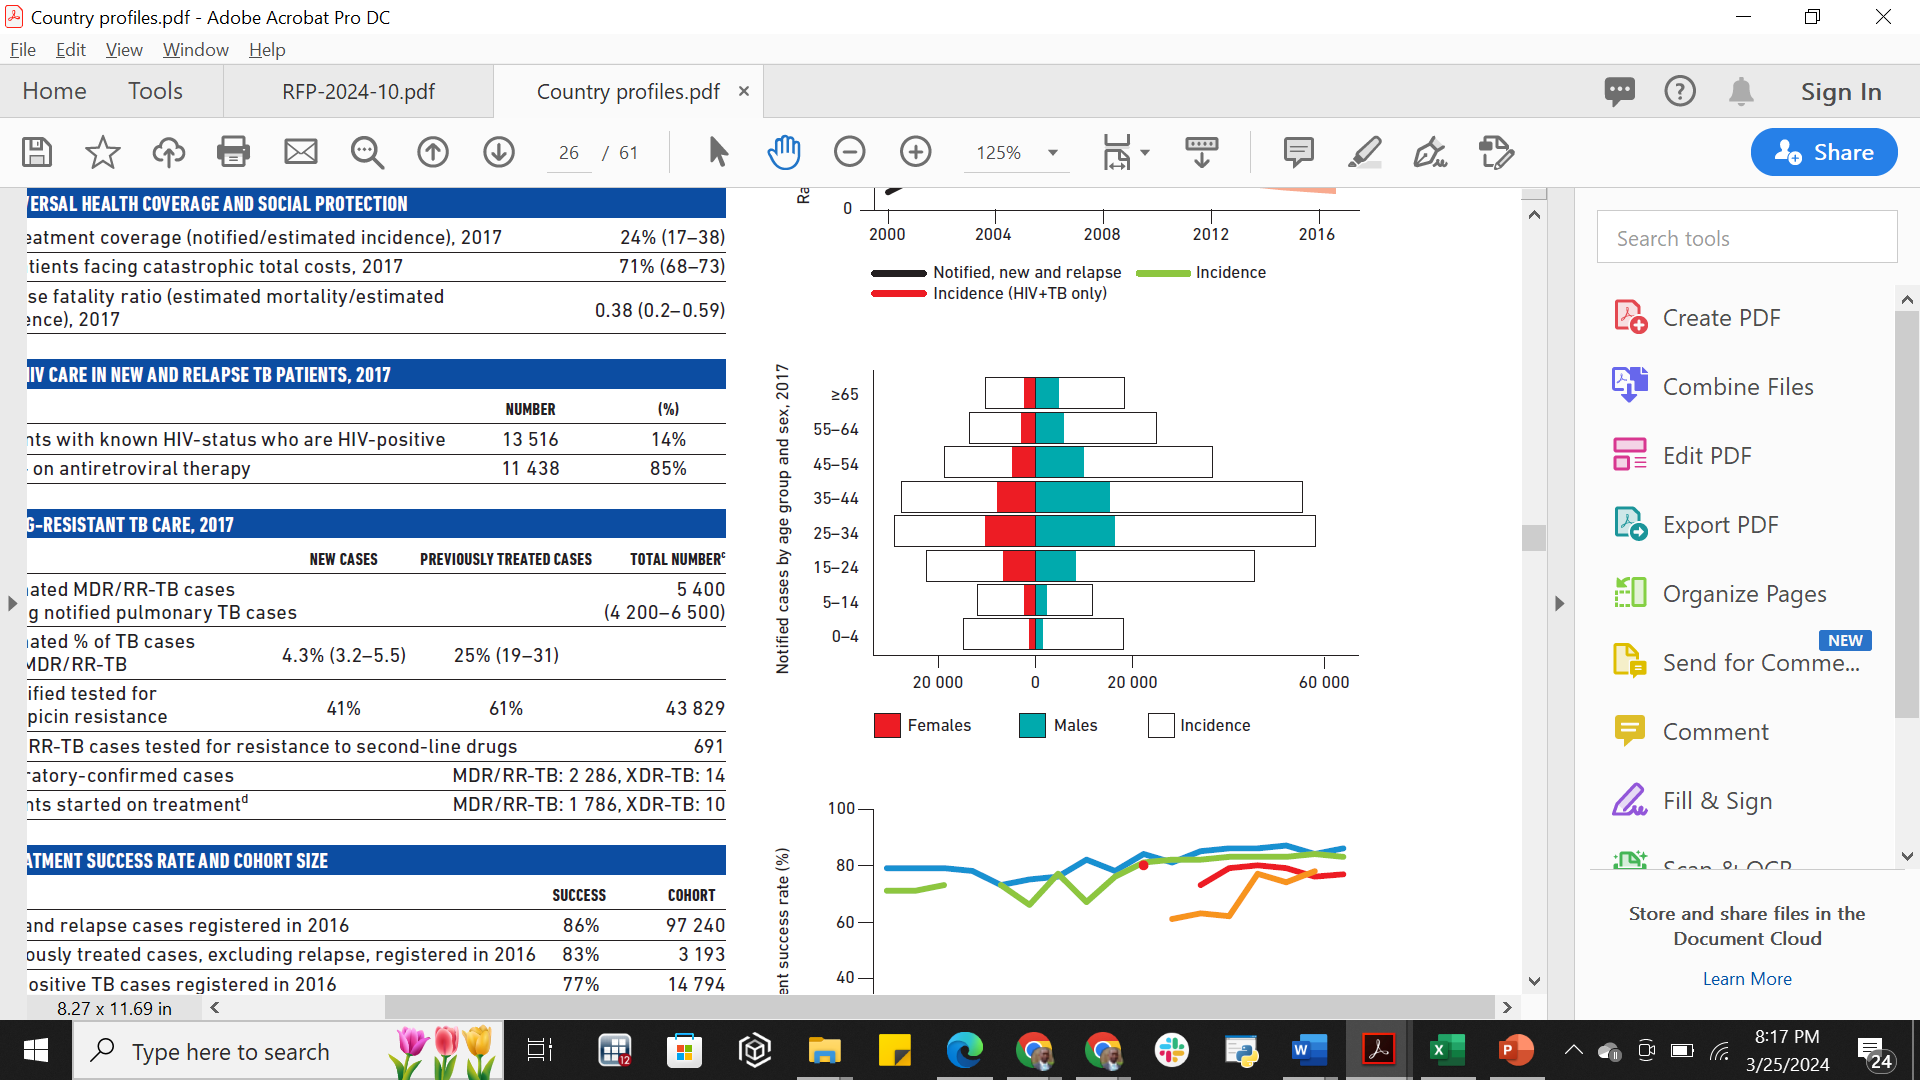 Country profiles.pdf - Adobe Acrobat Pro DC
File Edit View Window Help
Home Tools RFP-2024-10.pdf Country profiles.pdf × Sign In
26 / 61 125% Share
VERSAL HEALTH COVERAGE AND SOCIAL PROTECTION
eatment coverage (notified/estimated incidence), 2017 24% (17–38)
tients facing catastrophic total costs, 2017 71% (68–73)
se fatality ratio (estimated mortality/estimated
ence), 2017 0.38 (0.2–0.59)
HIV CARE IN NEW AND RELAPSE TB PATIENTS, 2017
NUMBER (%)
nts with known HIV-status who are HIV-positive 13 516 14%
on antiretroviral therapy 11 438 85%
G-RESISTANT TB CARE, 2017
NEW CASES PREVIOUSLY TREATED CASES TOTAL NUMBERc
ated MDR/RR-TB cases 5 400
g notified pulmonary TB cases (4 200–6 500)
ated % of TB cases
MDR/RR-TB 4.3% (3.2–5.5) 25% (19–31)
ified tested for
picin resistance 41% 61% 43 829
RR-TB cases tested for resistance to second-line drugs 691
ratory-confirmed cases MDR/RR-TB: 2 286, XDR-TB: 14
nts started on treatmentd MDR/RR-TB: 1 786, XDR-TB: 10
ATMENT SUCCESS RATE AND COHORT SIZE
SUCCESS COHORT
and relapse cases registered in 2016 86% 97 240
ously treated cases, excluding relapse, registered in 2016 83% 3 193
ositive TB cases registered in 2016 77% 14 794
8.27 x 11.69 in
Ra
0
2000 2004 2008 2012 2016
Notified, new and relapse Incidence
Incidence (HIV+TB only)
Notified cases by age group and sex, 2017
≥65
55–64
45–54
35–44
25–34
15–24
5–14
0–4
20 000 0 20 000 60 000
Females Males Incidence
ent success rate (%)
100
80
60
40
Search tools
Create PDF
Combine Files
Edit PDF
Export PDF
Organize Pages
NEW
Send for Comme...
Comment
Fill & Sign
Scan & OCR
Store and share files in the
Document Cloud
Learn More
Type here to search
12
8:17 PM
3/25/2024
24